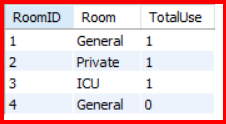 RoomID Room TotalUse
1 General 1
2 Private 1
3 ICU 1
4 General 0